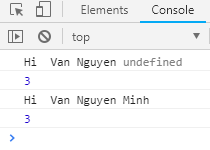 Elements Console
top
Hi  Van Nguyen undefined
3
Hi  Van Nguyen Minh
3